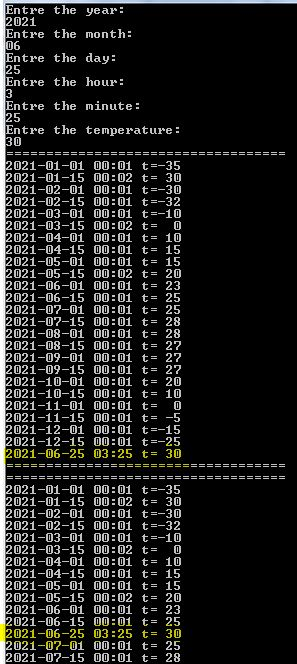 Entre the year:
2021
Entre the month:
06
Entre the day:
25
Entre the hour:
3
Entre the minute:
25
Entre the temperature:
30
===================================
2021-01-01 00:01 t=-35
2021-01-15 00:02 t= 30
2021-02-01 00:01 t=-30
2021-02-15 00:01 t=-32
2021-03-01 00:01 t=-10
2021-03-15 00:02 t=  0
2021-04-01 00:01 t= 10
2021-04-15 00:01 t= 15
2021-05-01 00:01 t= 15
2021-05-15 00:02 t= 20
2021-06-01 00:01 t= 23
2021-06-15 00:01 t= 25
2021-07-01 00:01 t= 25
2021-07-15 00:01 t= 28
2021-08-01 00:01 t= 28
2021-08-15 00:01 t= 27
2021-09-01 00:01 t= 27
2021-09-15 00:01 t= 27
2021-10-01 00:01 t= 20
2021-10-15 00:01 t= 10
2021-11-01 00:01 t=  0
2021-11-15 00:01 t= -5
2021-12-01 00:01 t=-15
2021-12-15 00:01 t=-25
2021-06-25 03:25 t= 30
===================================
===================================
2021-01-01 00:01 t=-35
2021-01-15 00:02 t= 30
2021-02-01 00:01 t=-30
2021-02-15 00:01 t=-32
2021-03-01 00:01 t=-10
2021-03-15 00:02 t=  0
2021-04-01 00:01 t= 10
2021-04-15 00:01 t= 15
2021-05-01 00:01 t= 15
2021-05-15 00:02 t= 20
2021-06-01 00:01 t= 23
2021-06-15 00:01 t= 25
2021-06-25 03:25 t= 30
2021-07-01 00:01 t= 25
2021-07-15 00:01 t= 28